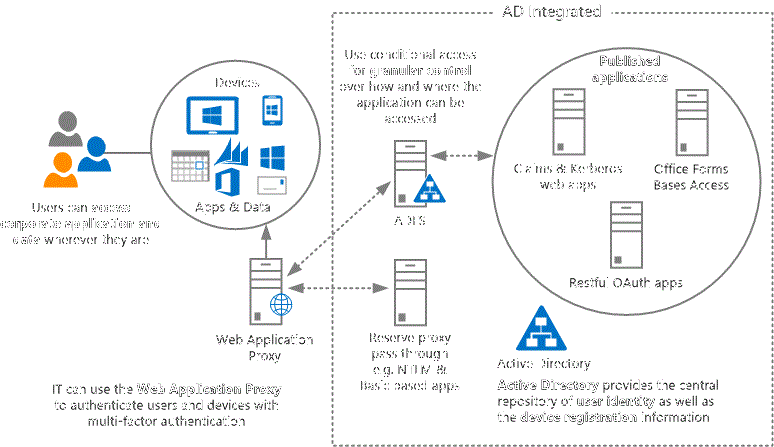 AD Integrated
Devices
Apps & Data
Users can access
corporate application and
data wherever they are
Use conditional access
for granular control
over how and where the
application can be
accessed
ADFS
Published
applications
Claims & Kerberos
web apps
Office Forms
Bases Access
Restful OAuth apps
Web Application
Proxy
Reserve proxy
pass through
e.g. NTLM &
Basic based apps
Active Directory
IT can use the Web Application Proxy
to authenticate users and devices with
multi-factor authentication
Active Directory provides the central
repository of user identity as well as
the device registration information